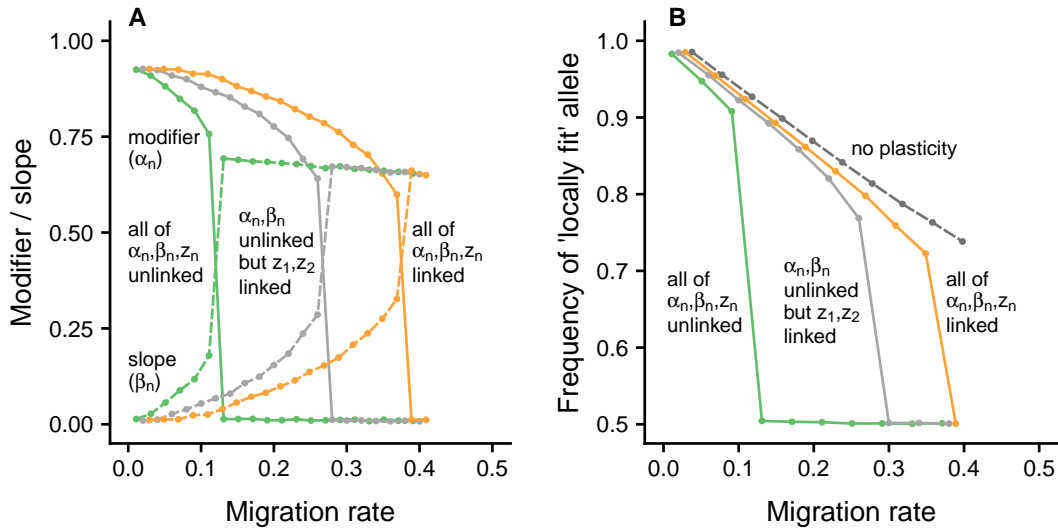 A
Modifier / slope
1.00
0.75
0.50
0.25
0.00
modifier
(αn)
all of
αn,βn,zn
unlinked
αn,βn
unlinked
but z1,z2
linked
all of
αn,βn,zn
linked
slope
(βn)
0.0 0.1 0.2 0.3 0.4 0.5
Migration rate
B
Frequency of 'locally fit' allele
1.0
0.9
0.8
0.7
0.6
0.5
no plasticity
all of
αn,βn,zn
unlinked
αn,βn
unlinked
but z1,z2
linked
all of
αn,βn,zn
linked
0.0 0.1 0.2 0.3 0.4 0.5
Migration rate